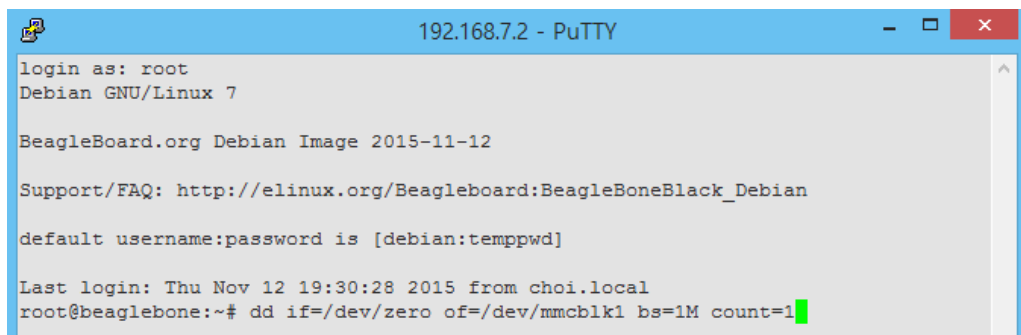 192.168.7.2 - PuTTY
login as: root
Debian GNU/Linux 7
BeagleBoard.org Debian Image 2015-11-12
Support/FAQ: http://elinux.org/Beagleboard:BeagleBoneBlack_Debian
default username:password is [debian:temppwd]
Last login: Thu Nov 12 19:30:28 2015 from choi.local
root@beaglebone:~# dd if=/dev/zero of=/dev/mmcblk1 bs=1M count=1